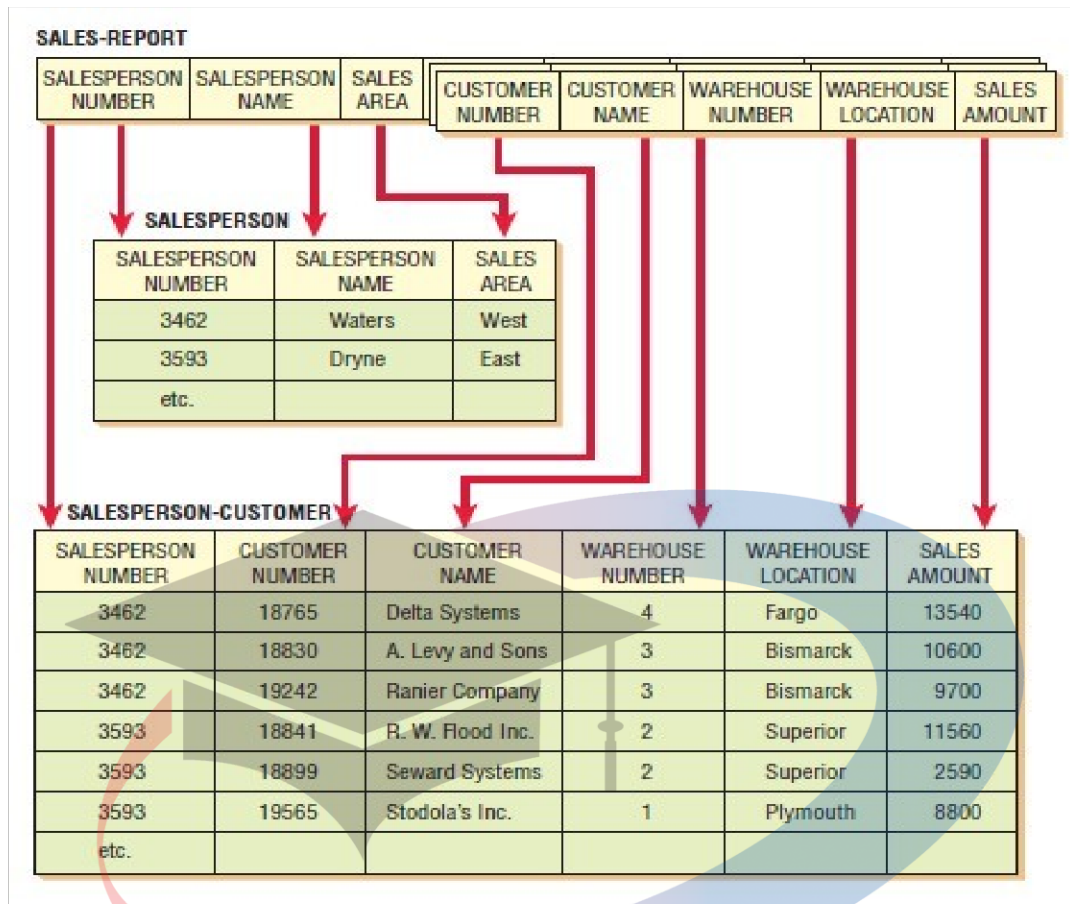 SALES-REPORT
SALESPERSON NUMBER SALESPERSON NAME SALES AREA CUSTOMER NUMBER CUSTOMER NAME WAREHOUSE NUMBER WAREHOUSE LOCATION SALES AMOUNT
SALESPERSON
SALESPERSON NUMBER SALESPERSON NAME SALES AREA
3462 Waters West
3593 Dryne East
etc.
SALESPERSON-CUSTOMER
SALESPERSON NUMBER CUSTOMER NUMBER CUSTOMER NAME WAREHOUSE NUMBER WAREHOUSE LOCATION SALES AMOUNT
3462 18765 Delta Systems 4 Fargo 13540
3462 18830 A. Levy and Sons 3 Bismarck 10600
3462 19242 Ranier Company 3 Bismarck 9700
3593 18841 R. W. Flood Inc. 2 Superior 11560
3593 18899 Seward Systems 2 Superior 2590
3593 19565 Stodola's Inc. 1 Plymouth 8800
etc.